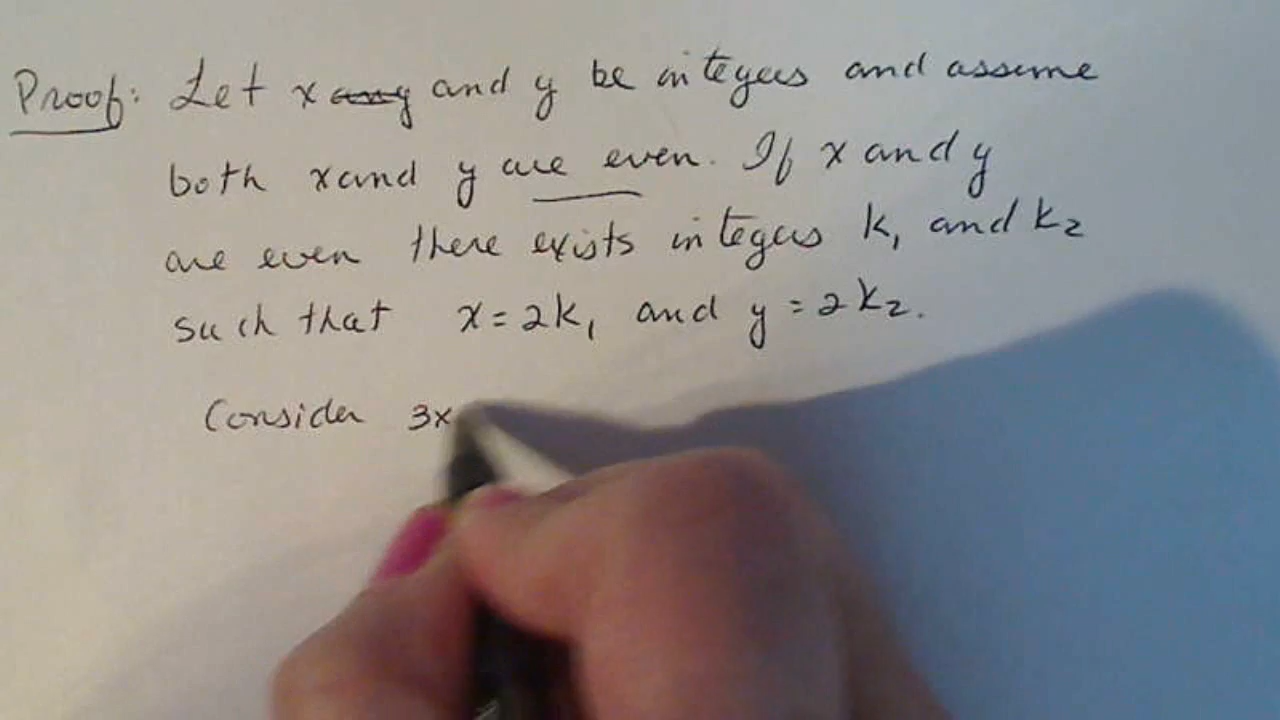 Proof: Let x any and y be integers and assume
both x and y are even. If x and y
are even there exists integers k₁ and k₂
such that x = 2k₁ and y = 2k₂.
Consider 3x